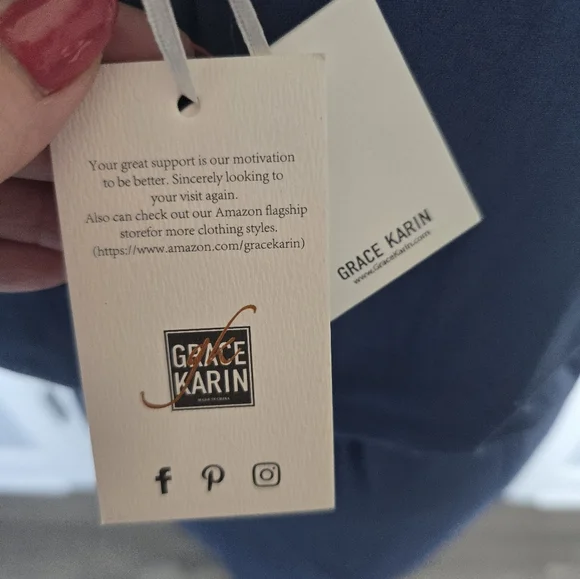 Your great support is our motivation
to be better. Sincerely looking to
your visit again.
Also can check out our Amazon flagship
storefor more clothing styles.
(https://www.amazon.com/gracekarin)
gk
GRACE
KARIN
GRACE KARIN
www.GraceKarin.com